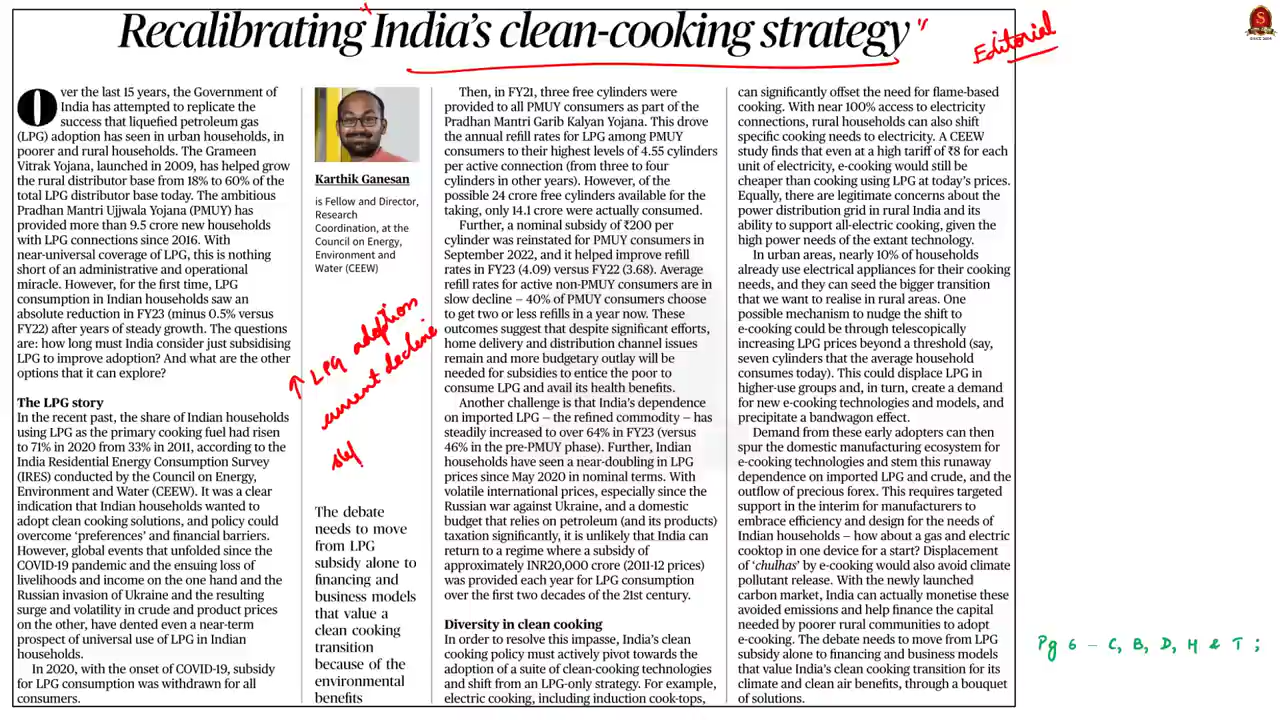 Recalibrating "India's clean-cooking strategy"
Editorial
S
SINCE 2004
Over the last 15 years, the Government of
India has attempted to replicate the
success that liquefied petroleum gas
(LPG) adoption has seen in urban households, in
poorer and rural households. The Grameen
Vitrak Yojana, launched in 2009, has helped grow
the rural distributor base from 18% to 60% of the
total LPG distributor base today. The ambitious
Pradhan Mantri Ujjwala Yojana (PMUY) has
provided more than 9.5 crore new households
with LPG connections since 2016. With
near-universal coverage of LPG, this is nothing
short of an administrative and operational
miracle. However, for the first time, LPG
consumption in Indian households saw an
absolute reduction in FY23 (minus 0.5% versus
FY22) after years of steady growth. The questions
are: how long must India consider just subsidising
LPG to improve adoption? And what are the other
options that it can explore?
The LPG story
In the recent past, the share of Indian households
using LPG as the primary cooking fuel had risen
to 71% in 2020 from 33% in 2011, according to the
India Residential Energy Consumption Survey
(IRES) conducted by the Council on Energy,
Environment and Water (CEEW). It was a clear
indication that Indian households wanted to
adopt clean cooking solutions, and policy could
overcome 'preferences' and financial barriers.
However, global events that unfolded since the
COVID-19 pandemic and the ensuing loss of
livelihoods and income on the one hand and the
Russian invasion of Ukraine and the resulting
surge and volatility in crude and product prices
on the other, have dented even a near-term
prospect of universal use of LPG in Indian
households.
In 2020, with the onset of COVID-19, subsidy
for LPG consumption was withdrawn for all
consumers.
Karthik Ganesan
is Fellow and Director,
Research
Coordination, at the
Council on Energy,
Environment and
Water (CEEW)
↑ LPG adoption
current decline
The debate
needs to move
from LPG
subsidy alone to
financing and
business models
that value a
clean cooking
transition
because of the
environmental
benefits
Then, in FY21, three free cylinders were
provided to all PMUY consumers as part of the
Pradhan Mantri Garib Kalyan Yojana. This drove
the annual refill rates for LPG among PMUY
consumers to their highest levels of 4.55 cylinders
per active connection (from three to four
cylinders in other years). However, of the
possible 24 crore free cylinders available for the
taking, only 14.1 crore were actually consumed.
Further, a nominal subsidy of ₹200 per
cylinder was reinstated for PMUY consumers in
September 2022, and it helped improve refill
rates in FY23 (4.09) versus FY22 (3.68). Average
refill rates for active non-PMUY consumers are in
slow decline – 40% of PMUY consumers choose
to get two or less refills in a year now. These
outcomes suggest that despite significant efforts,
home delivery and distribution channel issues
remain and more budgetary outlay will be
needed for subsidies to entice the poor to
consume LPG and avail its health benefits.
Another challenge is that India's dependence
on imported LPG – the refined commodity – has
steadily increased to over 64% in FY23 (versus
46% in the pre-PMUY phase). Further, Indian
households have seen a near-doubling in LPG
prices since May 2020 in nominal terms. With
volatile international prices, especially since the
Russian war against Ukraine, and a domestic
budget that relies on petroleum (and its products)
taxation significantly, it is unlikely that India can
return to a regime where a subsidy of
approximately INR20,000 crore (2011-12 prices)
was provided each year for LPG consumption
over the first two decades of the 21st century.
Diversity in clean cooking
In order to resolve this impasse, India's clean
cooking policy must actively pivot towards the
adoption of a suite of clean-cooking technologies
and shift from an LPG-only strategy. For example,
electric cooking, including induction cook-tops,
can significantly offset the need for flame-based
cooking. With near 100% access to electricity
connections, rural households can also shift
specific cooking needs to electricity. A CEEW
study finds that even at a high tariff of ₹8 for each
unit of electricity, e-cooking would still be
cheaper than cooking using LPG at today's prices.
Equally, there are legitimate concerns about the
power distribution grid in rural India and its
ability to support all-electric cooking, given the
high power needs of the extant technology.
In urban areas, nearly 10% of households
already use electrical appliances for their cooking
needs, and they can seed the bigger transition
that we want to realise in rural areas. One
possible mechanism to nudge the shift to
e-cooking could be through telescopically
increasing LPG prices beyond a threshold (say,
seven cylinders that the average household
consumes today). This could displace LPG in
higher-use groups and, in turn, create a demand
for new e-cooking technologies and models, and
precipitate a bandwagon effect.
Demand from these early adopters can then
spur the domestic manufacturing ecosystem for
e-cooking technologies and stem this runaway
dependence on imported LPG and crude, and the
outflow of precious forex. This requires targeted
support in the interim for manufacturers to
embrace efficiency and design for the needs of
Indian households – how about a gas and electric
cooktop in one device for a start? Displacement
of 'chulhas' by e-cooking would also avoid climate
pollutant release. With the newly launched
carbon market, India can actually monetise these
avoided emissions and help finance the capital
needed by poorer rural communities to adopt
e-cooking. The debate needs to move from LPG
subsidy alone to financing and business models
that value India's clean cooking transition for its
climate and clean air benefits, through a bouquet
of solutions.
Pg 6 – C, B, D, H & T ;